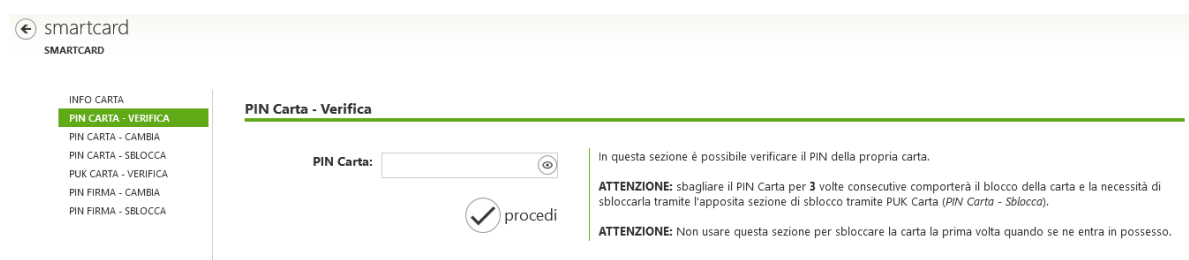 smartcard
SMARTCARD
INFO CARTA
PIN CARTA - VERIFICA
PIN CARTA - CAMBIA
PIN CARTA - SBLOCCA
PUK CARTA - VERIFICA
PIN FIRMA - CAMBIA
PIN FIRMA - SBLOCCA
PIN Carta - Verifica
PIN Carta:
procedi
In questa sezione è possibile verificare il PIN della propria carta.
ATTENZIONE: sbagliare il PIN Carta per 3 volte consecutive comporterà il blocco della carta e la necessità di
sbloccarla tramite l'apposita sezione di sblocco tramite PUK Carta (PIN Carta - Sblocca).
ATTENZIONE: Non usare questa sezione per sbloccare la carta la prima volta quando se ne entra in possesso.